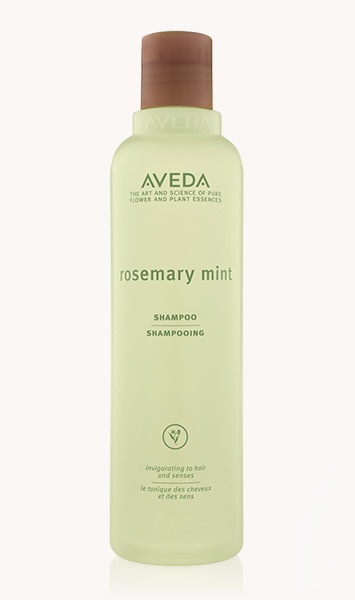 AVEDA
THE ART AND SCIENCE OF PURE
FLOWER AND PLANT ESSENCES
rosemary mint
SHAMPOO
SHAMPOOING
invigorating to hair
and senses
le tonique des cheveux
et des sens